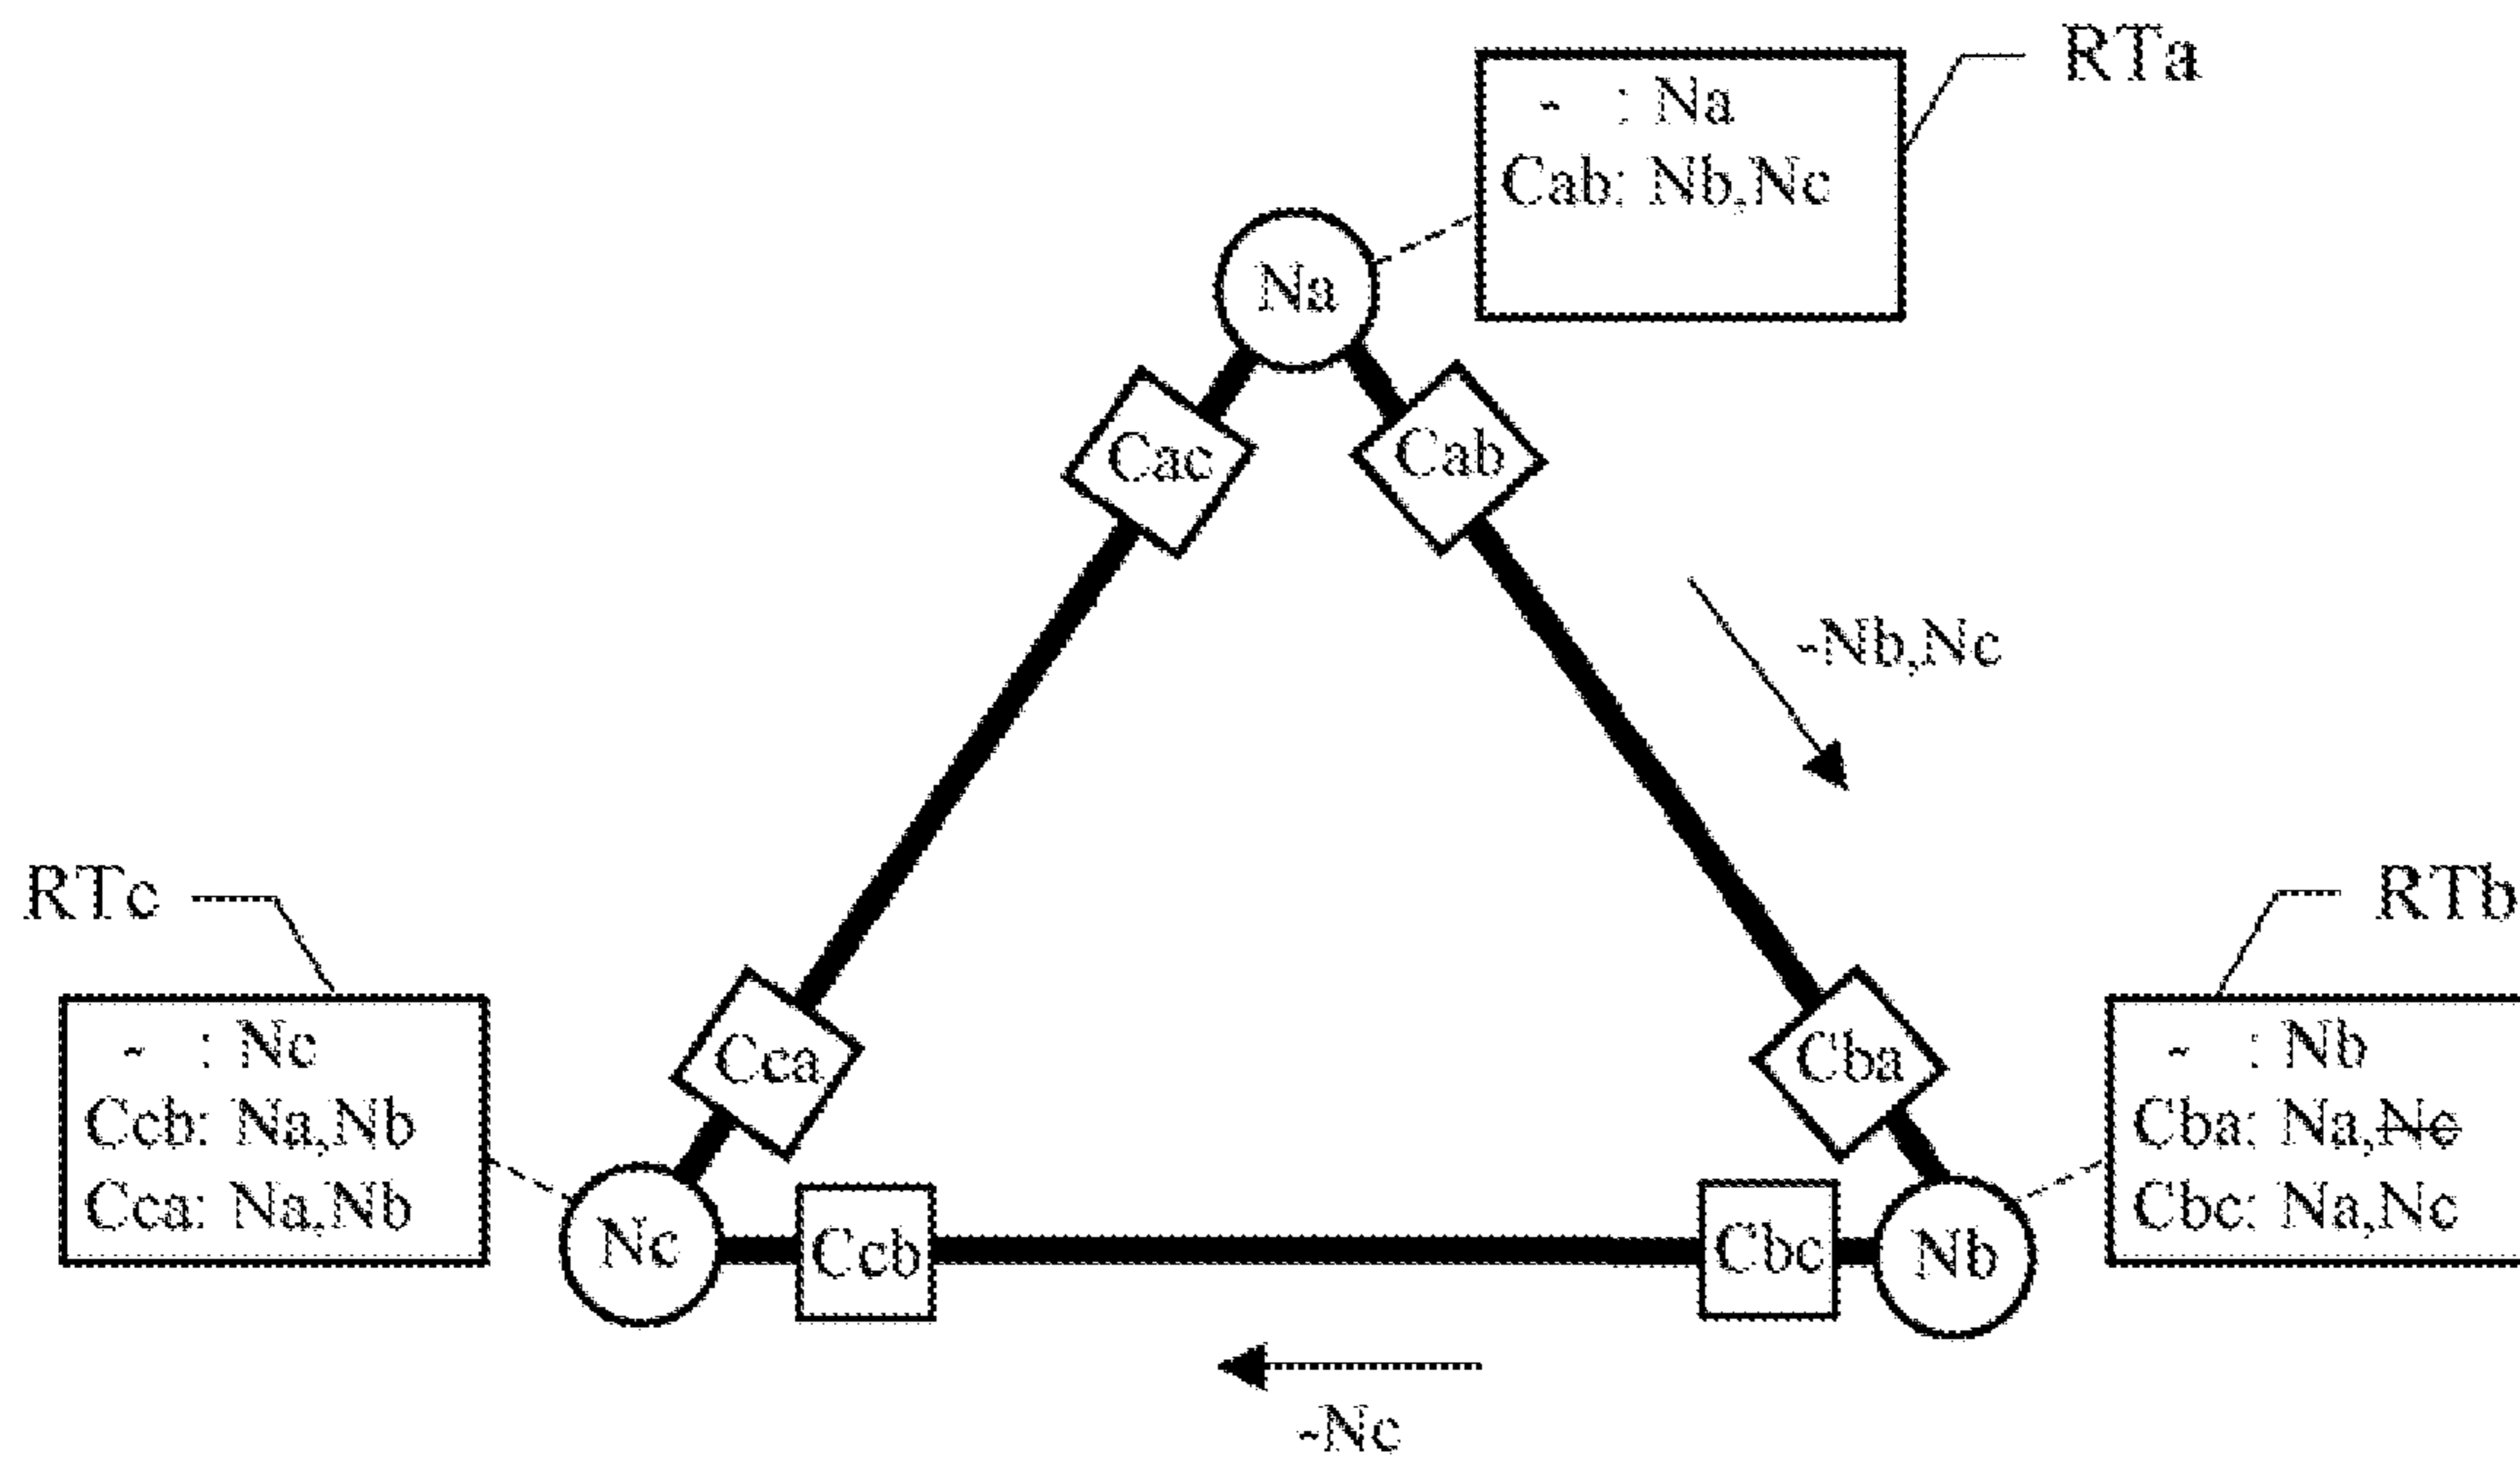 RTa
- : Na
Cab: Nb,Nc
Na
Cac
Cab
-Nb,Nc
RTc
RTb
- : Nc
Ccb: Na,Nb
Cca: Na,Nb
Cca
Cba
- : Nb
Cba: Na,Nc
Cbc: Na,Nc
Nc
Ccb
Cbc
Nb
-Nc